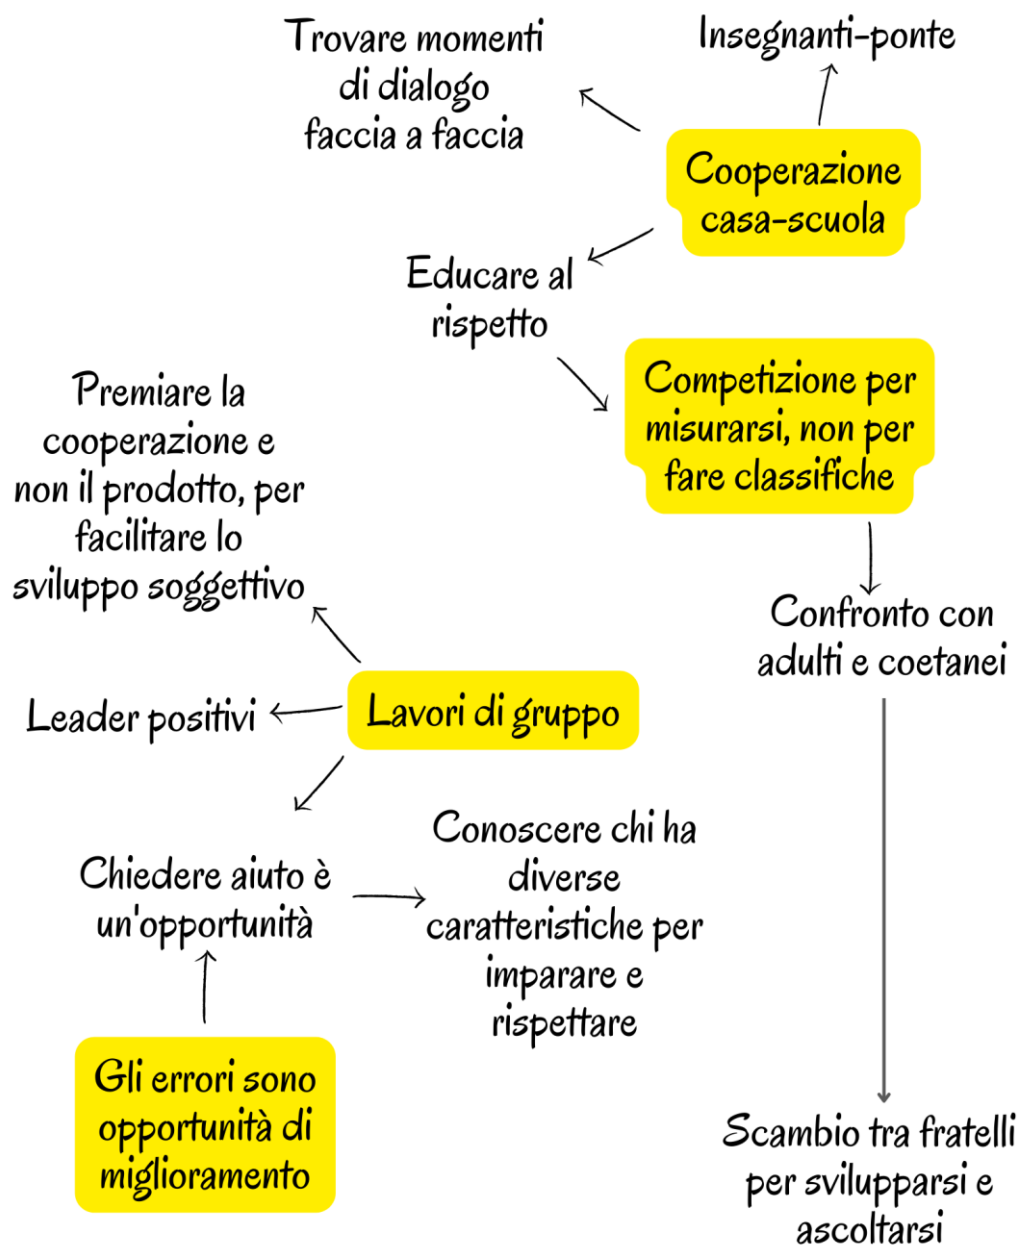 Trovare momenti
di dialogo
faccia a faccia
Insegnanti-ponte
Cooperazione
casa-scuola
Educare al
rispetto
Competizione per
misurarsi, non per
fare classifiche
Premiare la
cooperazione e
non il prodotto, per
facilitare lo
sviluppo soggettivo
Confronto con
adulti e coetanei
Leader positivi
Lavori di gruppo
Chiedere aiuto è
un'opportunità
Conoscere chi ha
diverse
caratteristiche per
imparare e
rispettare
Gli errori sono
opportunità di
miglioramento
Scambio tra fratelli
per svilupparsi e
ascoltarsi